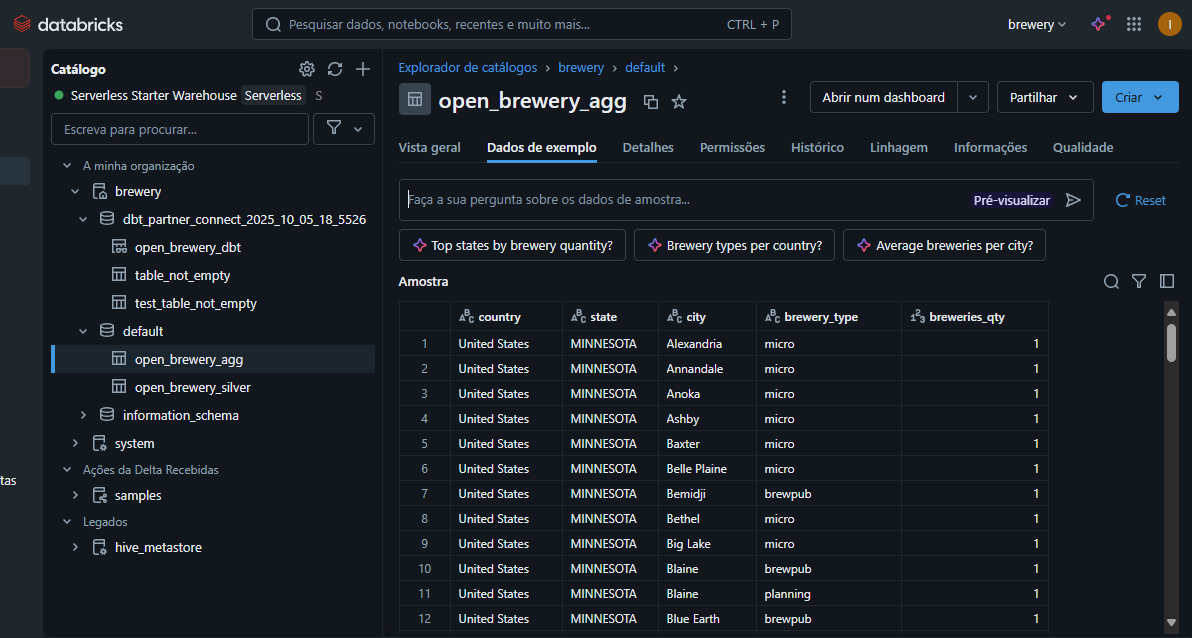 databricks
Pesquisar dados, notebooks, recentes e muito mais...
CTRL + P
brewery
I
Catálogo
Serverless Starter Warehouse Serverless S
Escreva para procurar...
A minha organização
brewery
dbt_partner_connect_2025_10_05_18_5526
open_brewery_dbt
table_not_empty
test_table_not_empty
default
open_brewery_agg
open_brewery_silver
information_schema
system
Ações da Delta Recebidas
samples
Legados
hive_metastore
tas
Explorador de catálogos › brewery › default ›
open_brewery_agg
Abrir num dashboard
Partilhar
Criar
Vista geral Dados de exemplo Detalhes Permissões Histórico Linhagem Informações Qualidade
Faça a sua pergunta sobre os dados de amostra...
Pré-visualizar
Reset
Top states by brewery quantity? Brewery types per country? Average breweries per city?
Amostra
country state city brewery_type breweries_qty
1 United States MINNESOTA Alexandria micro 1
2 United States MINNESOTA Annandale micro 1
3 United States MINNESOTA Anoka micro 1
4 United States MINNESOTA Ashby micro 1
5 United States MINNESOTA Baxter micro 1
6 United States MINNESOTA Belle Plaine micro 1
7 United States MINNESOTA Bemidji brewpub 1
8 United States MINNESOTA Bethel micro 1
9 United States MINNESOTA Big Lake micro 1
10 United States MINNESOTA Blaine brewpub 1
11 United States MINNESOTA Blaine planning 1
12 United States MINNESOTA Blue Earth brewpub 1